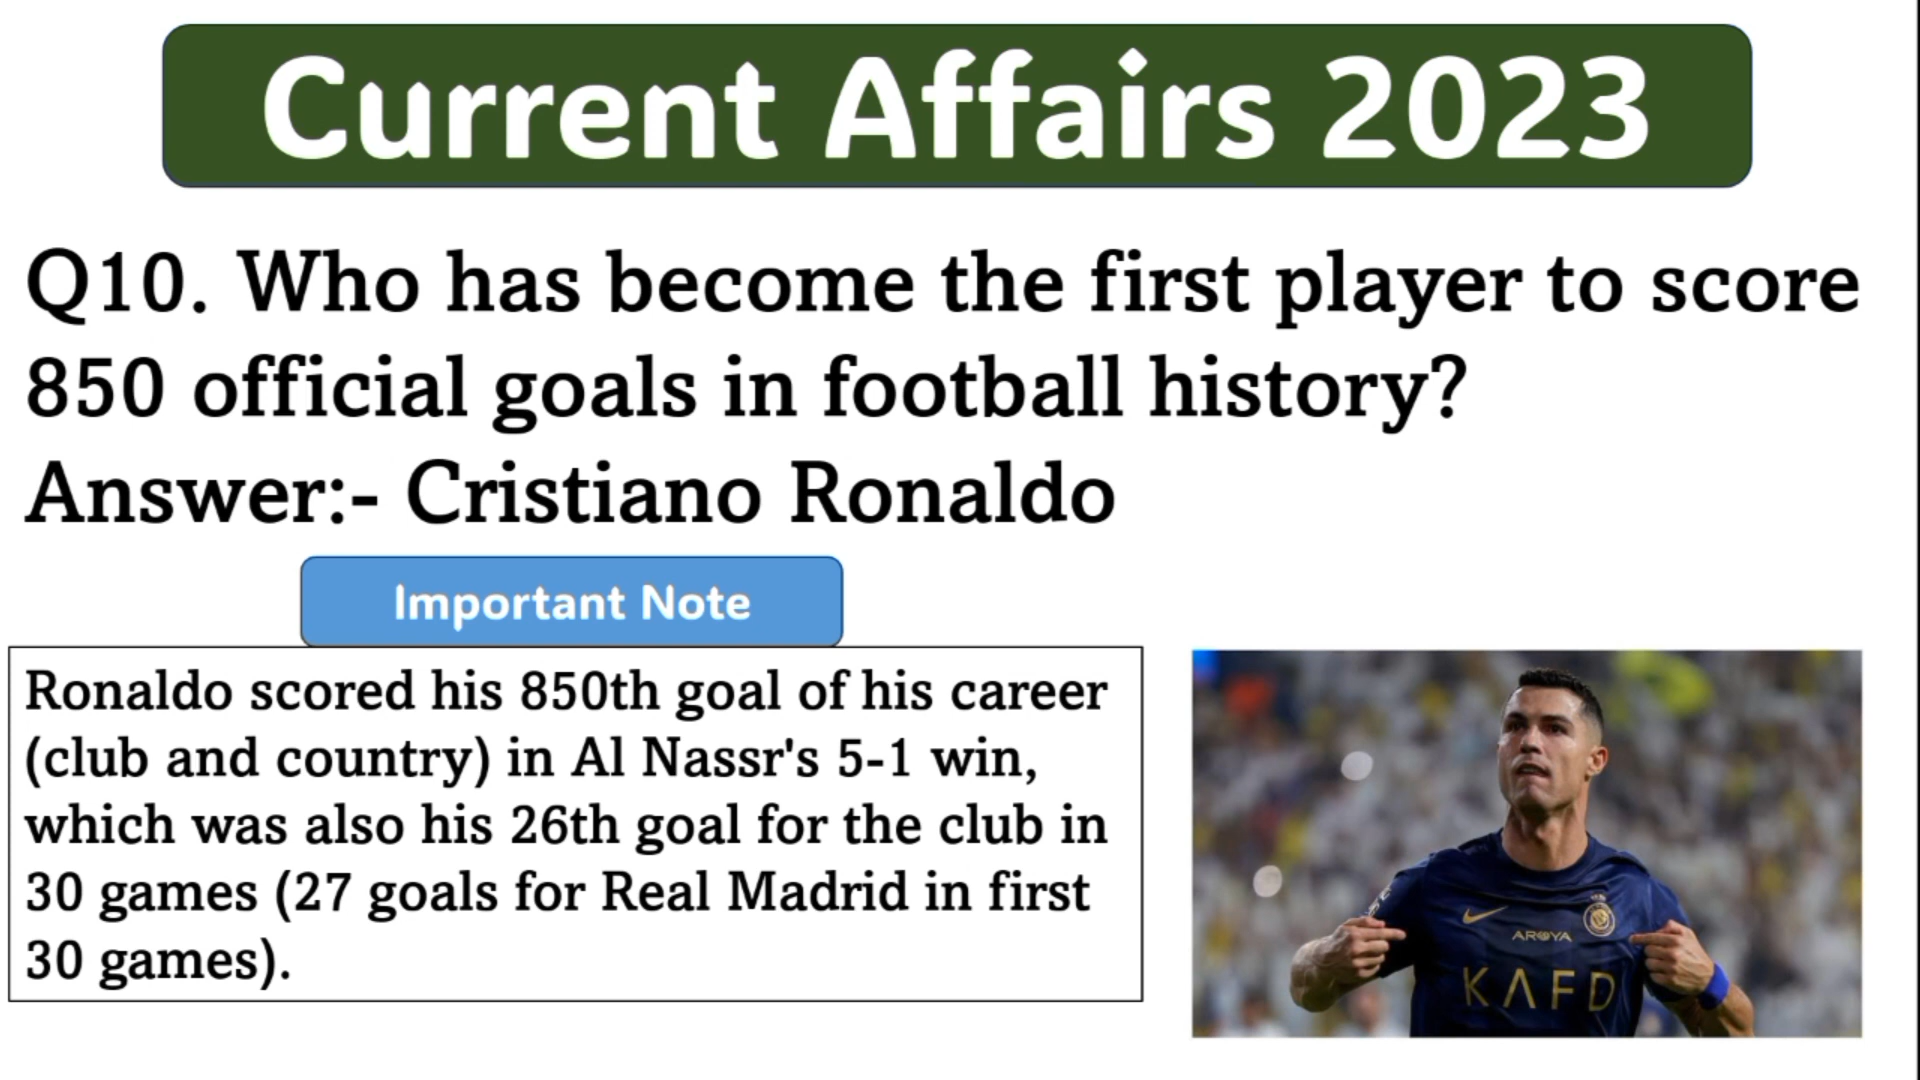 Current Affairs 2023
Q10. Who has become the first player to score
850 official goals in football history?
Answer:- Cristiano Ronaldo
Important Note
Ronaldo scored his 850th goal of his career
(club and country) in Al Nassr's 5-1 win,
which was also his 26th goal for the club in
30 games (27 goals for Real Madrid in first
30 games).
AROYA
KAFD